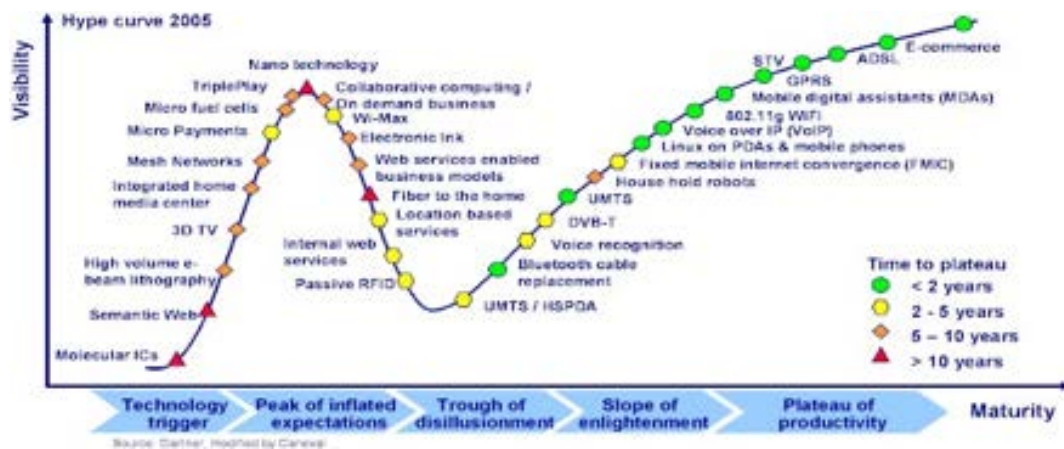 Hype curve 2005
Visibility
Nano technology
TriplePlay
Micro fuel cells
Micro Payments
Mesh Networks
Integrated home
media center
3D TV
High volume e-
beam lithography
Semantic Web
Molecular ICs
Collaborative computing /
On demand business
Wi-Max
Electronic Ink
Web services enabled
business models
Fiber to the home
Location based
services
Internal web
services
Passive RFID
UMTS / HSPDA
Bluetooth cable
replacement
Voice recognition
DVB-T
UMTS
House hold robots
Fixed mobile internet convergence (FMIC)
Linux on PDAs & mobile phones
Voice over IP (VoIP)
802.11g WiFi
Mobile digital assistants (MDAs)
GPRS
STV
ADSL
E-commerce
Time to plateau
< 2 years
2 - 5 years
5 – 10 years
> 10 years
Technology
trigger
Peak of inflated
expectations
Trough of
disillusionment
Slope of
enlightenment
Plateau of
productivity
Maturity
Source: Gartner, modified by